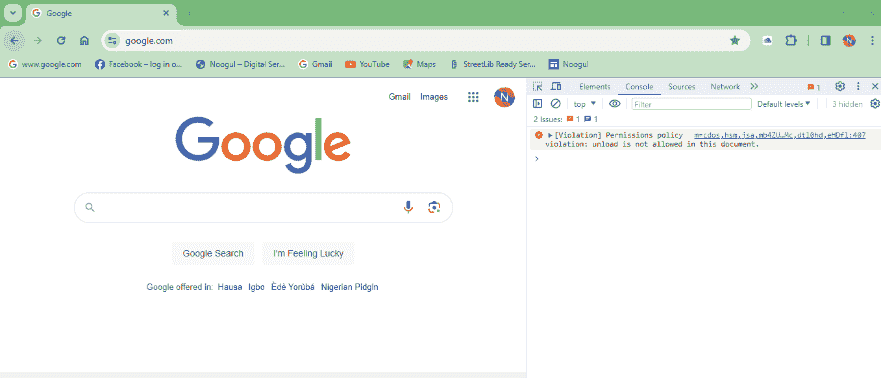 Google
google.com
www.google.com Facebook – log in o... Noogul – Digital Ser... Gmail YouTube Maps StreetLib Ready Ser... Noogul
Gmail Images N
Google
Google Search I'm Feeling Lucky
Google offered in: Hausa Igbo Èdè Yorùbá Nigerian Pidgin
Elements Console Sources Network
1
top Filter Default levels 3 hidden
2 Issues: 1 1
[Violation] Permissions policy
violation: unload is not allowed in this document.